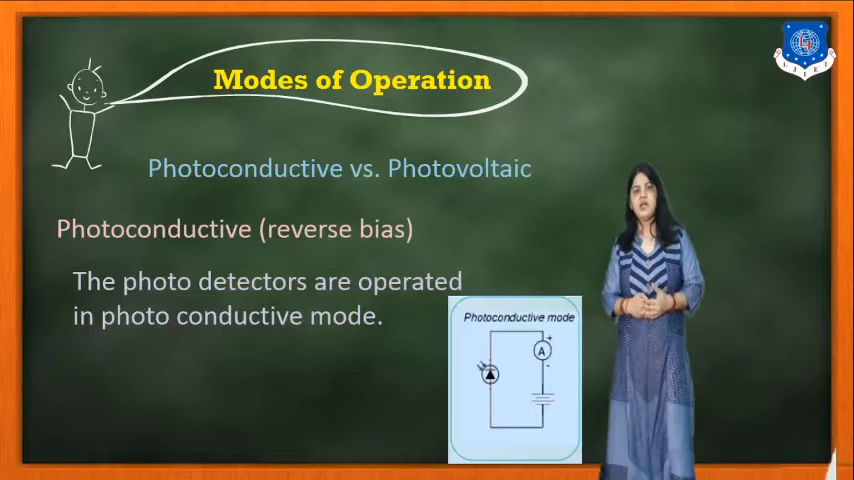 Modes of Operation
LJIET
Photoconductive vs. Photovoltaic
Photoconductive (reverse bias)
The photo detectors are operated
in photo conductive mode.
Photoconductive mode
+
A
-